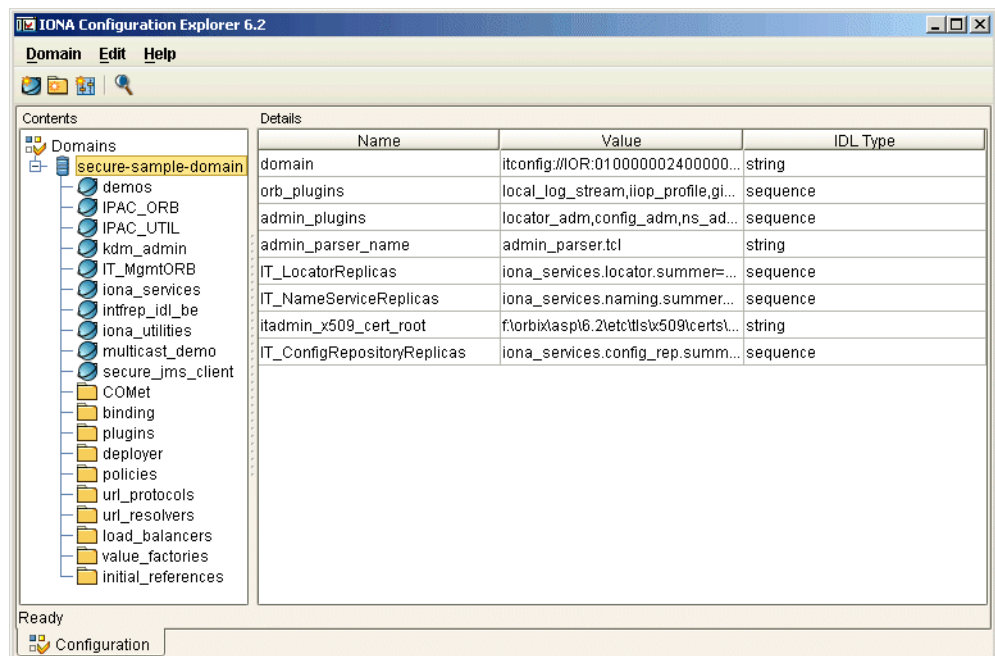 IONA Configuration Explorer 6.2
Domain Edit Help
Contents
Details
Domains
secure-sample-domain
demos
IPAC_ORB
IPAC_UTIL
kdm_admin
IT_MgmtORB
iona_services
intfrep_idl_be
iona_utilities
multicast_demo
secure_jms_client
COMet
binding
plugins
deployer
policies
url_protocols
url_resolvers
load_balancers
value_factories
initial_references
Name Value IDL Type
domain itconfig://IOR:010000002400000... string
orb_plugins local_log_stream,iiop_profile,gi... sequence
admin_plugins locator_adm,config_adm,ns_ad... sequence
admin_parser_name admin_parser.tcl string
IT_LocatorReplicas iona_services.locator.summer=... sequence
IT_NameServiceReplicas iona_services.naming.summer... sequence
itadmin_x509_cert_root f:\orbix\asp\6.2\etc\tls\x509\certs\... string
IT_ConfigRepositoryReplicas iona_services.config_rep.summ... sequence
Ready
Configuration